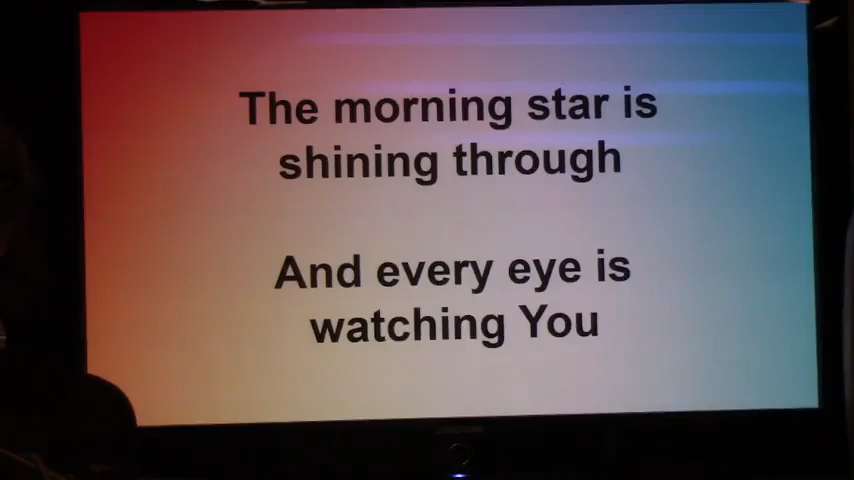 The morning star is
shining through
And every eye is
watching You